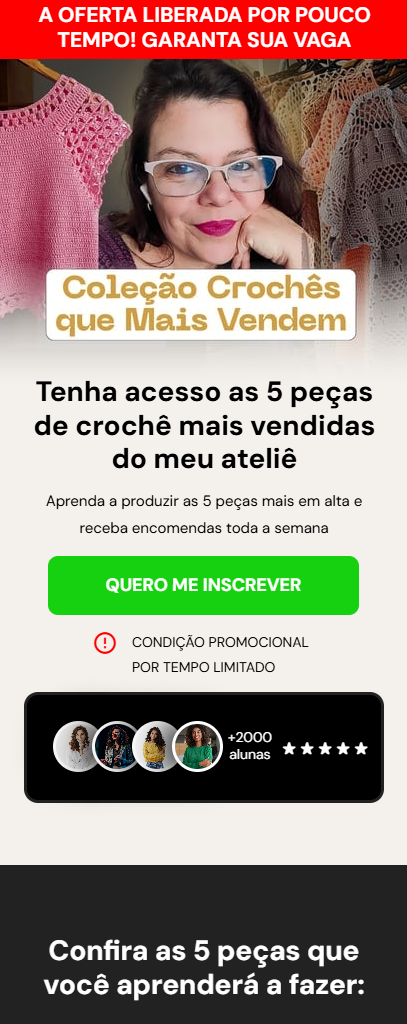 A OFERTA LIBERADA POR POUCO
TEMPO! GARANTA SUA VAGA
Coleção Crochês
que Mais Vendem
Tenha acesso as 5 peças
de crochê mais vendidas
do meu ateliê
Aprenda a produzir as 5 peças mais em alta e
receba encomendas toda a semana
QUERO ME INSCREVER
CONDIÇÃO PROMOCIONAL
POR TEMPO LIMITADO
+2000
alunas
Confira as 5 peças que
você aprenderá a fazer: